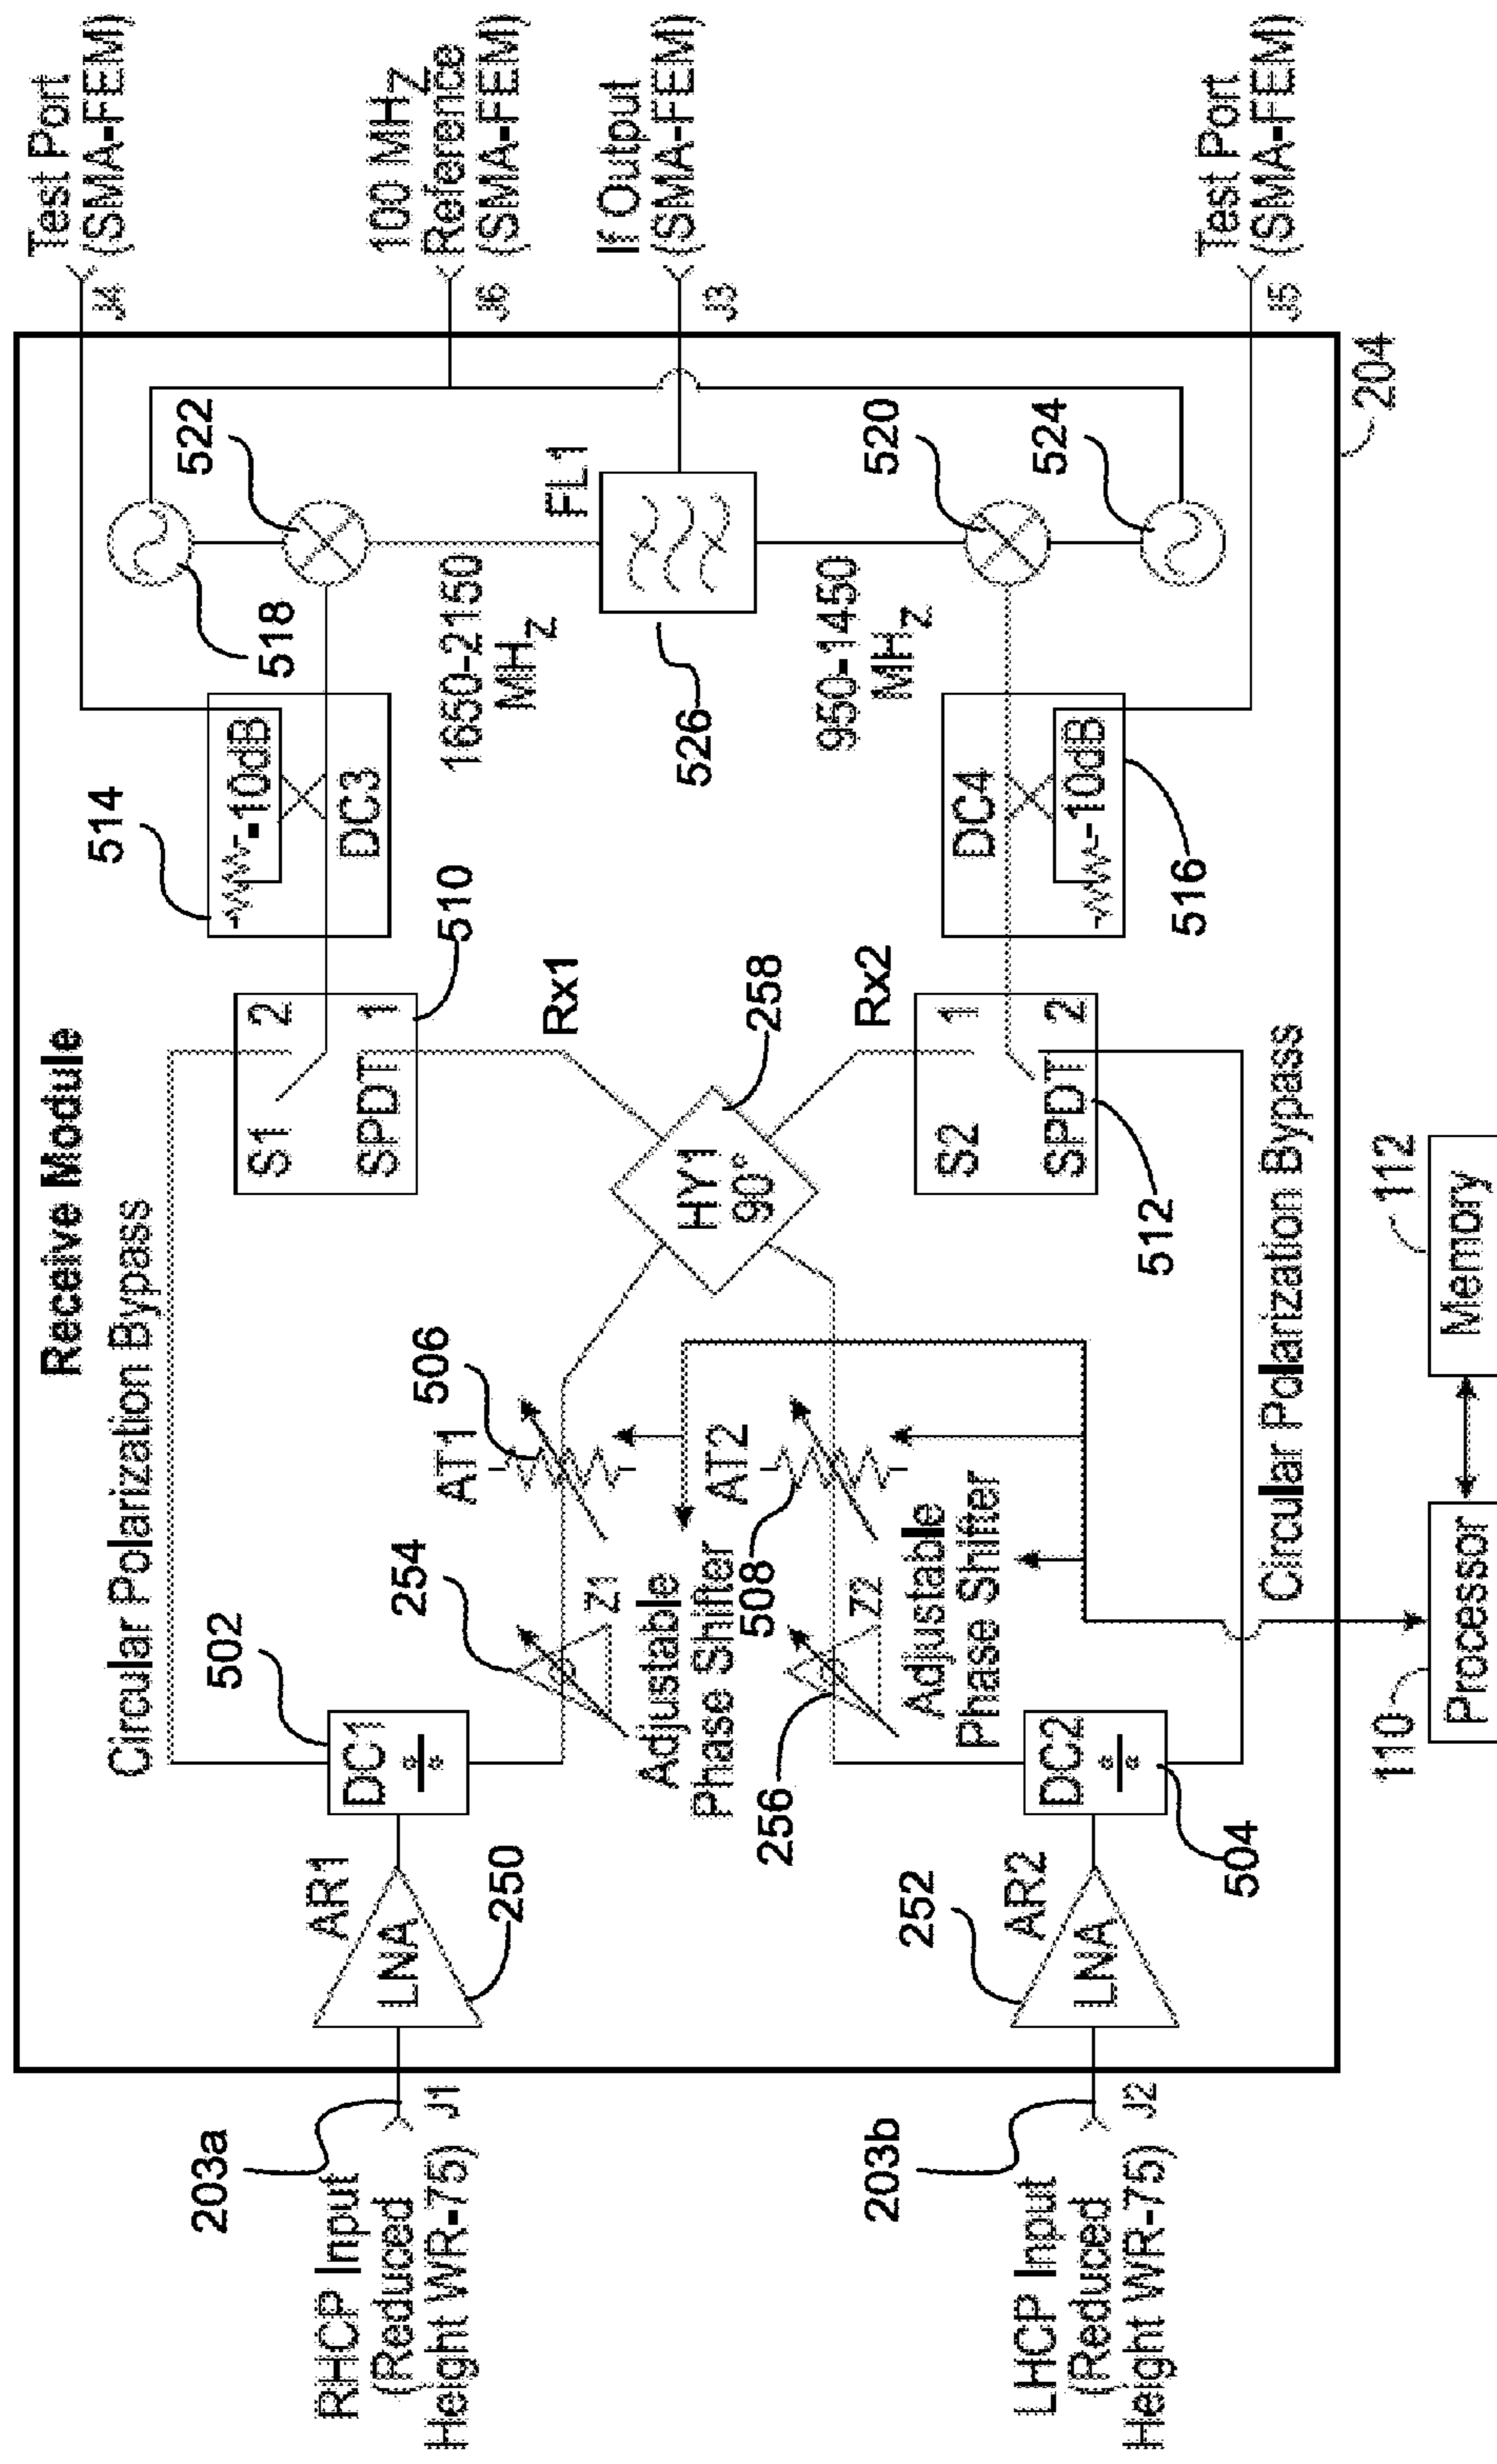 Receive Module
Circular Polarization Bypass
RHCP Input
(Reduced
Height WR-75)
J1
203a
AR1
LNA
250
502
DC1
÷
254
Z1
Adjustable
Phase Shifter
AT1
506
S1
2
SPDT
1
510
Rx1
514
-10dB
DC3
518
522
1650-2150
MHZ
Test Port
(SMA-FEM)
J4
100 MHZ
Reference
(SMA-FEM)
J6
FL1
526
If Output
(SMA-FEM)
J3
HY1
90°
258
LHCP Input
(Reduced
Height WR-75)
J2
203b
AR2
LNA
252
DC2
÷
504
256
Z2
Adjustable
Phase Shifter
AT2
508
Rx2
S2
1
SPDT
2
512
DC4
-10dB
516
950-1450
MHZ
520
524
Test Port
(SMA-FEM)
J5
Circular Polarization Bypass
204
110
Processor
112
Memory